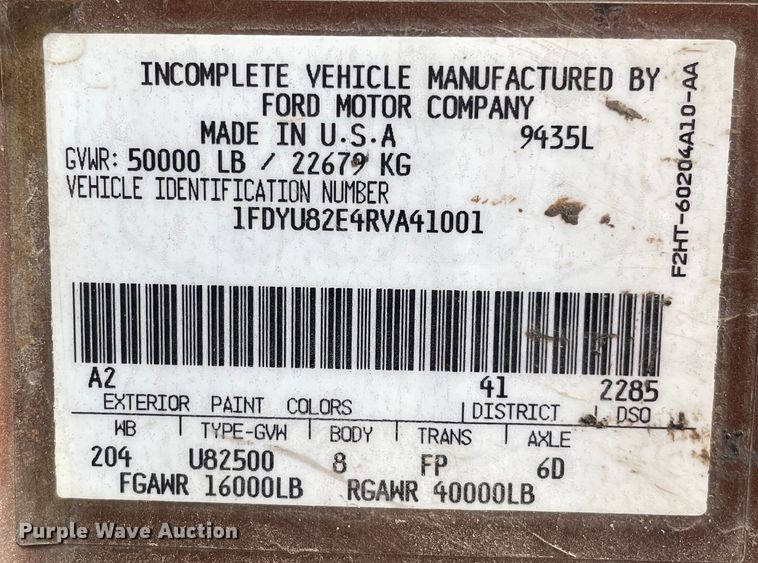 INCOMPLETE VEHICLE MANUFACTURED BY
FORD MOTOR COMPANY
MADE IN U.S.A 9435L
GVWR: 50000 LB / 22679 KG
VEHICLE IDENTIFICATION NUMBER
1FDYU82E4RVA41001
F2HT-60204A10-AA
A2 41 2285
EXTERIOR PAINT COLORS DISTRICT DSO
WB TYPE-GVW BODY TRANS AXLE
204 U82500 8 FP 6D
FGAWR 16000LB RGAWR 40000LB
Purple Wave Auction